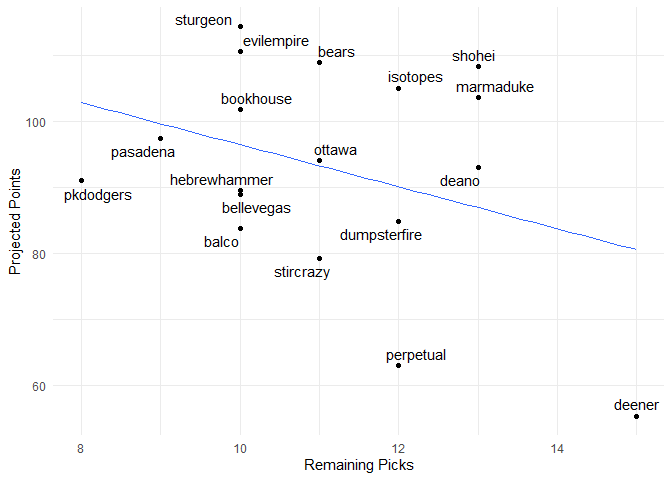 sturgeon
evilempire
bears
shohei
isotopes
marmaduke
bookhouse
100
ottawa
pasadena
hebrewhammer
deano
pkdodgers
bellevegas
dumpsterfire
balco
80
stircrazy
perpetual
60
deener
8
10
12
14
Remaining Picks
Projected Points